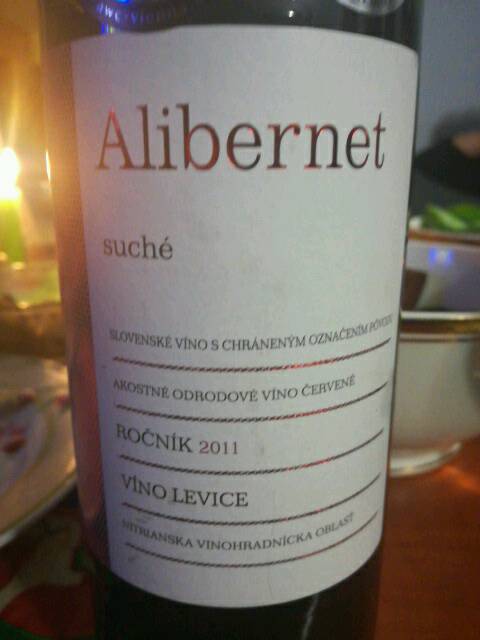 Alibernet
suché
SLOVENSKÉ VÍNO S CHRÁNENÝM OZNAČENÍM PÔVODU
AKOSTNÉ ODRODOVÉ VÍNO ČERVENÉ
ROČNÍK 2011
VÍNO LEVICE
NITRIANSKA VINOHRADNÍCKA OBLASŤ